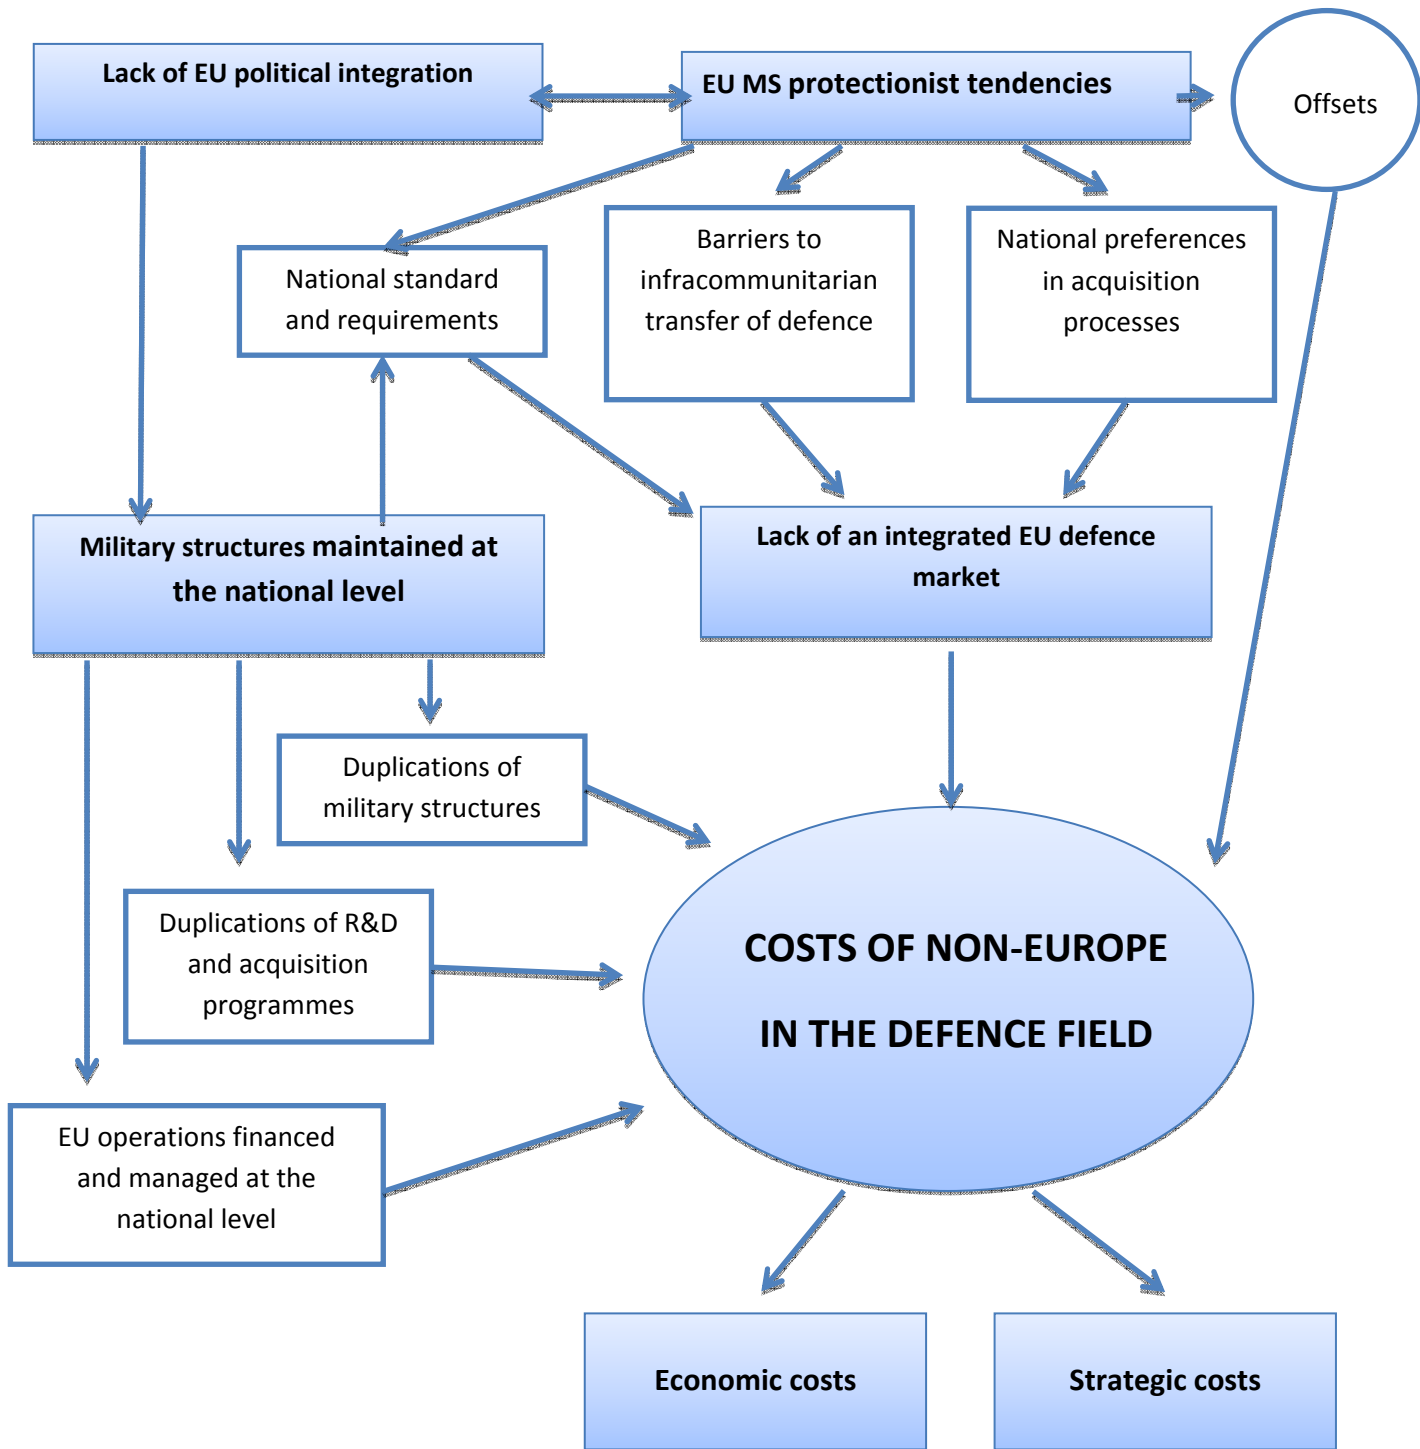 Lack of EU political integration
EU MS protectionist tendencies
Offsets
National standard
and requirements
Barriers to
infracommunitarian
transfer of defence
National preferences
in acquisition
processes
Military structures maintained at
the national level
Lack of an integrated EU defence
market
Duplications of
military structures
Duplications of R&D
and acquisition
programmes
COSTS OF NON-EUROPE
IN THE DEFENCE FIELD
EU operations financed
and managed at the
national level
Economic costs
Strategic costs